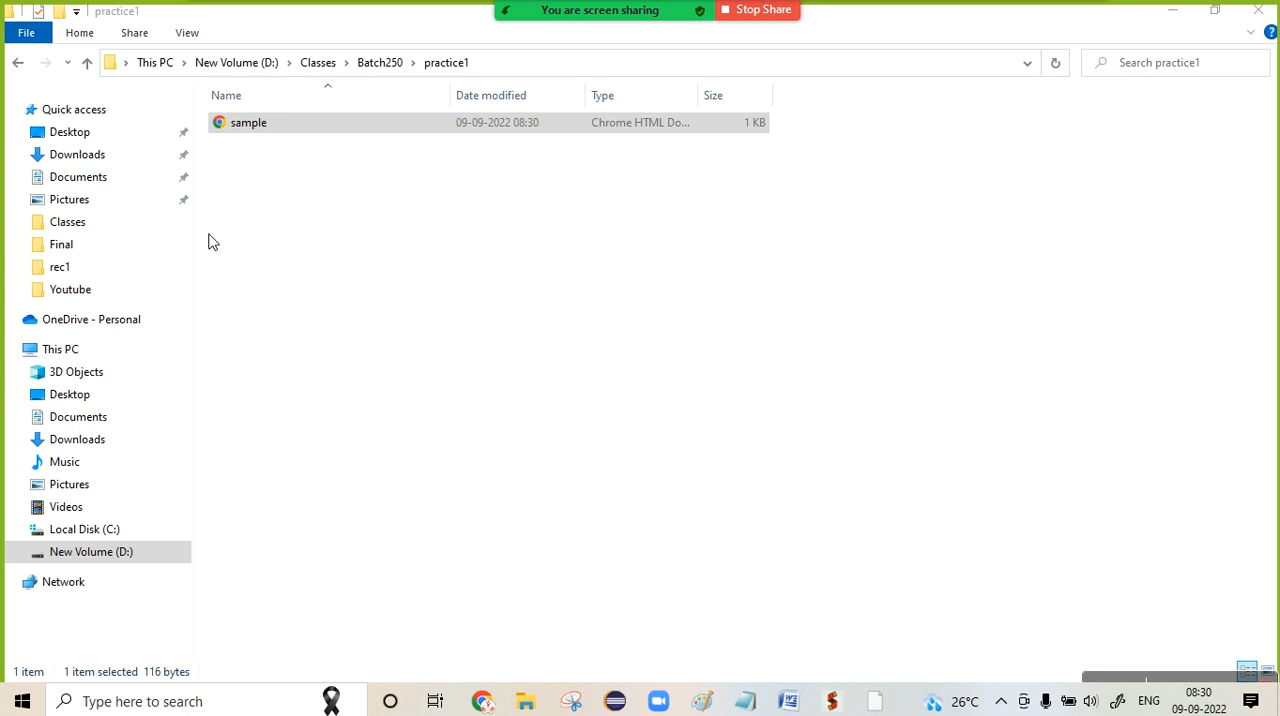 practice1
You are screen sharing
Stop Share
File Home Share View
This PC New Volume (D:) Classes Batch250 practice1
Search practice1
Name Date modified Type Size
sample 09-09-2022 08:30 Chrome HTML Do... 1 KB
Quick access
Desktop
Downloads
Documents
Pictures
Classes
Final
rec1
Youtube
OneDrive - Personal
This PC
3D Objects
Desktop
Documents
Downloads
Music
Pictures
Videos
Local Disk (C:)
New Volume (D:)
Network
1 item 1 item selected 116 bytes
Type here to search
26°C
ENG
08:30
09-09-2022